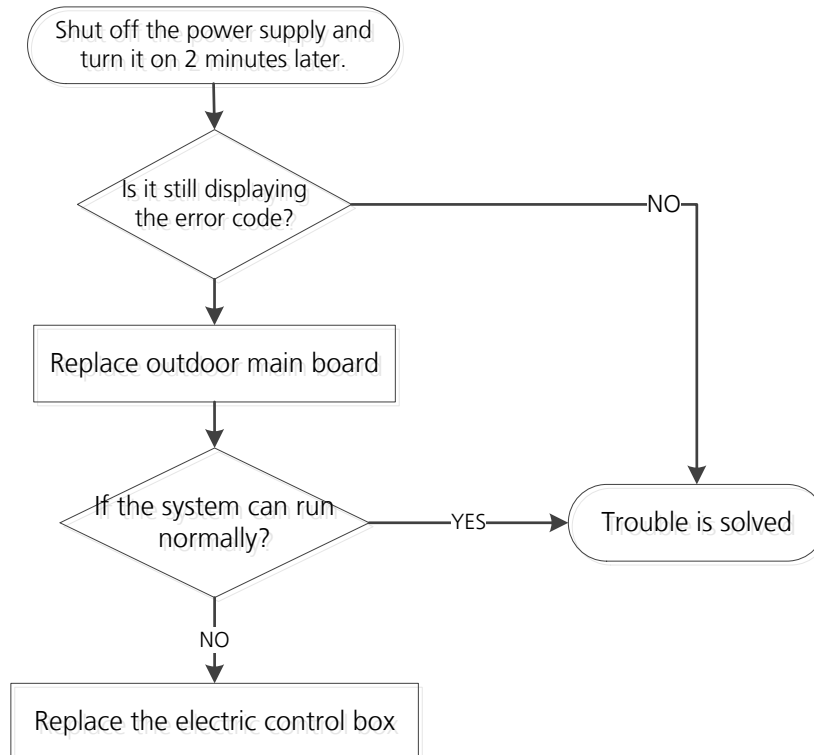 Shut off the power supply and
turn it on 2 minutes later.
Is it still displaying
the error code?
NO
Replace outdoor main board
If the system can run
normally?
YES
Trouble is solved
NO
Replace the electric control box